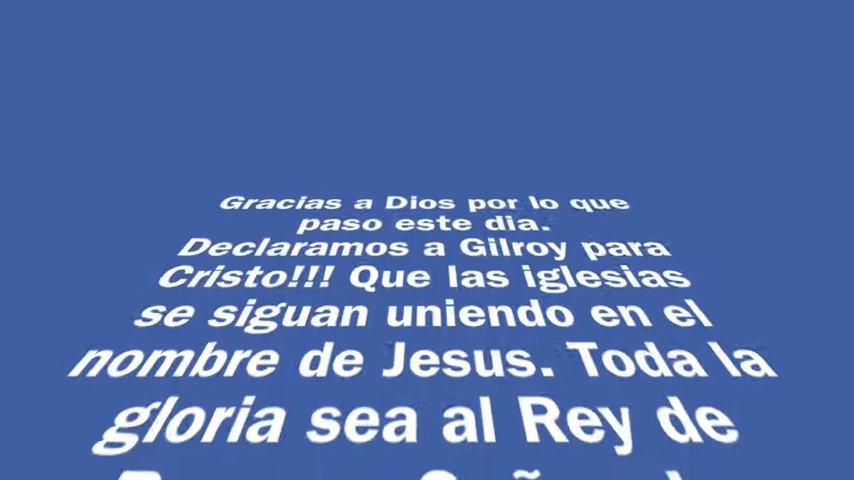 Gracias a Dios por lo que
paso este dia.
Declaramos a Gilroy para
Cristo!!! Que las iglesias
se siguan uniendo en el
nombre de Jesus. Toda la
gloria sea al Rey de